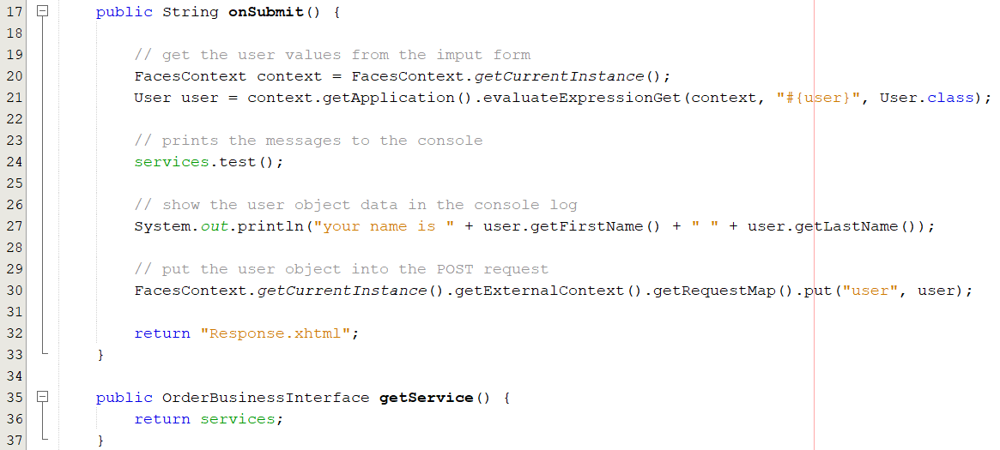 17 public String onSubmit() {
18
19 // get the user values from the imput form
20 FacesContext context = FacesContext.getCurrentInstance();
21 User user = context.getApplication().evaluateExpressionGet(context, "#{user}", User.class);
22
23 // prints the messages to the console
24 services.test();
25
26 // show the user object data in the console log
27 System.out.println("your name is " + user.getFirstName() + " " + user.getLastName());
28
29 // put the user object into the POST request
30 FacesContext.getCurrentInstance().getExternalContext().getRequestMap().put("user", user);
31
32 return "Response.xhtml";
33 }
34
35 public OrderBusinessInterface getService() {
36 return services;
37 }